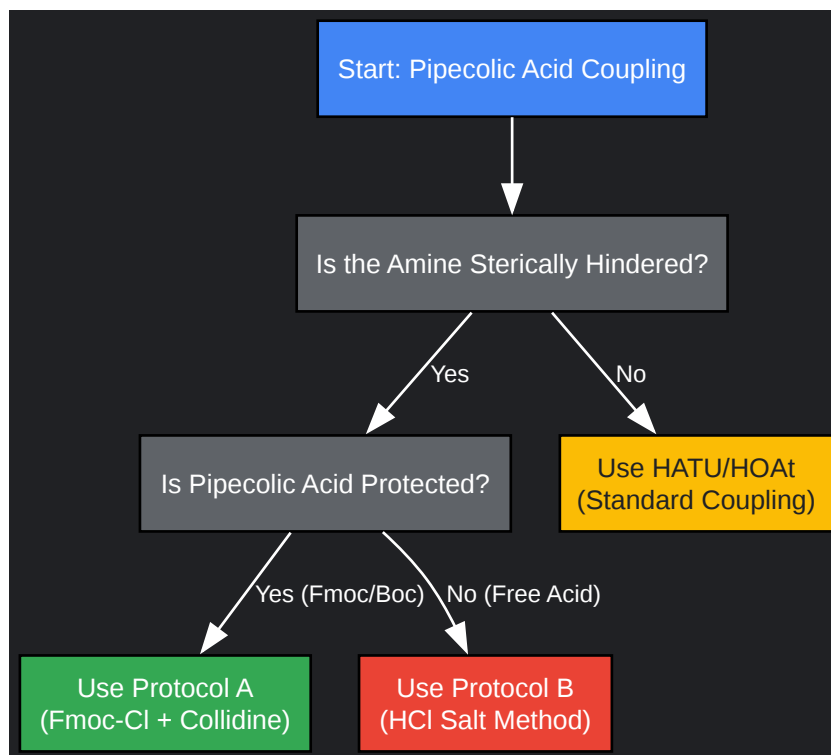 Start: Pipecolic Acid Coupling
Is the Amine Sterically Hindered?
Yes
No
Is Pipecolic Acid Protected?
Use HATU/HOAt
(Standard Coupling)
Yes (Fmoc/Boc)
No (Free Acid)
Use Protocol A
(Fmoc-Cl + Collidine)
Use Protocol B
(HCl Salt Method)